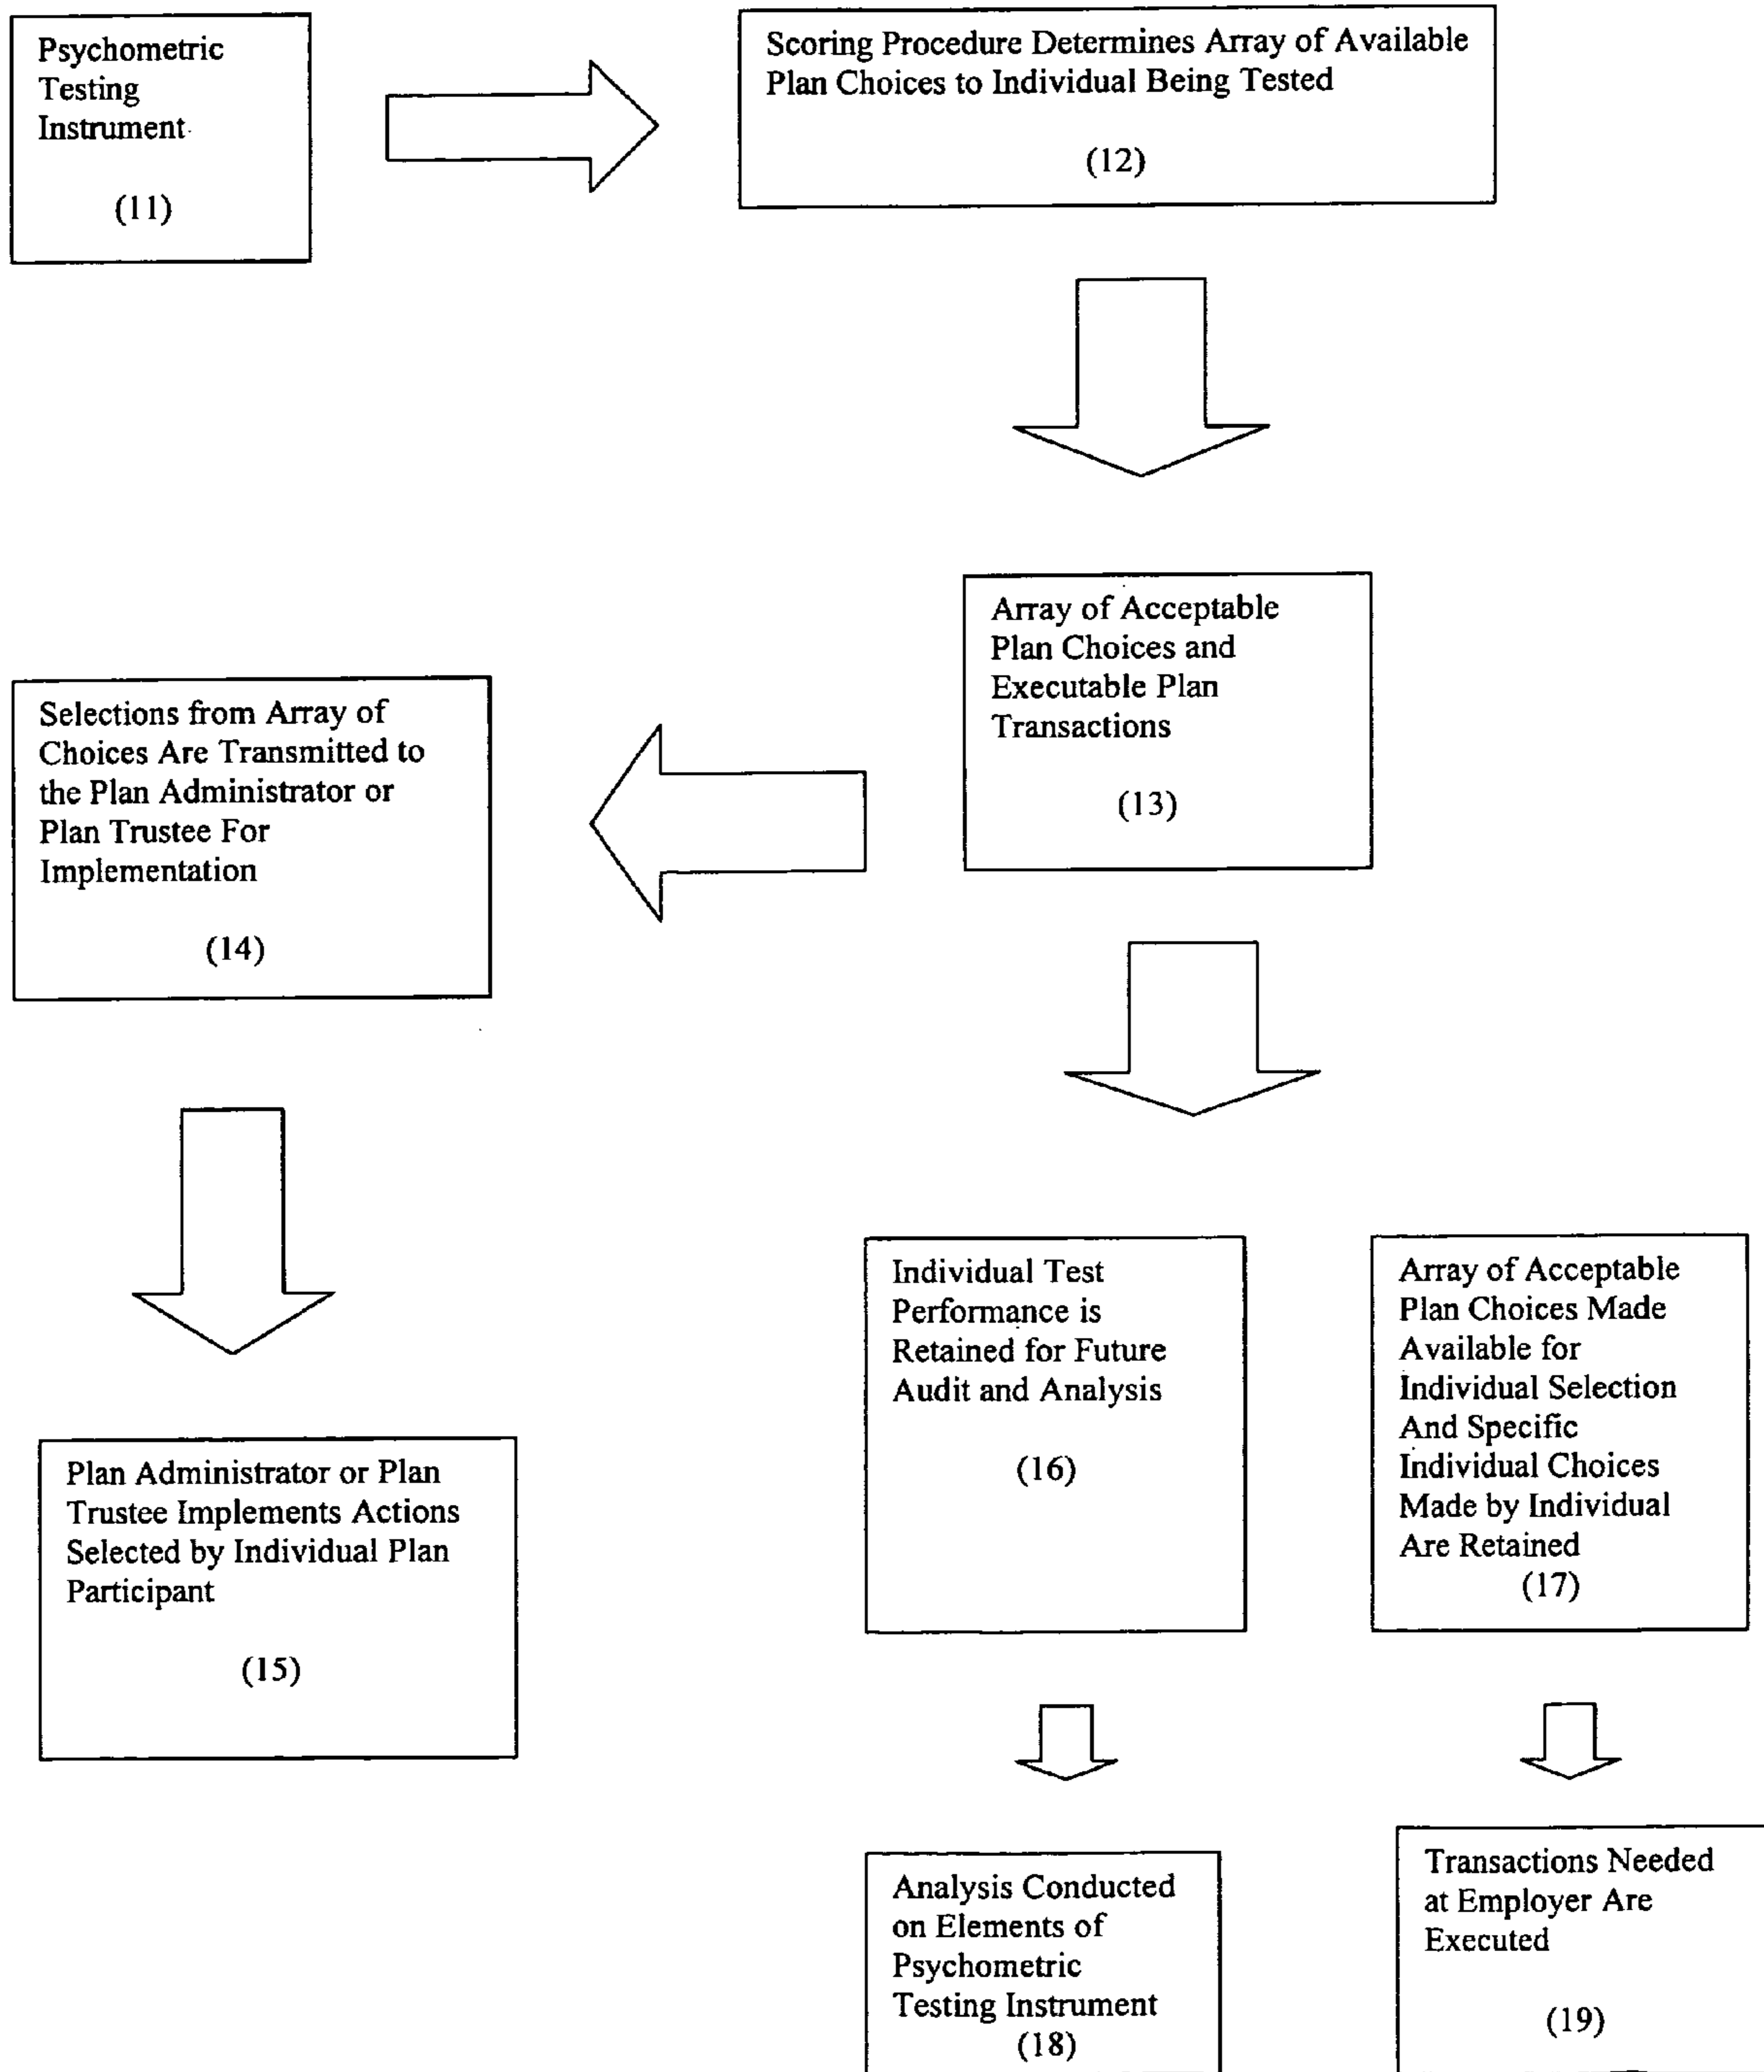 Psychometric
Testing
Instrument
(11)
Scoring Procedure Determines Array of Available
Plan Choices to Individual Being Tested
(12)
Array of Acceptable
Plan Choices and
Executable Plan
Transactions
(13)
Selections from Array of
Choices Are Transmitted to
the Plan Administrator or
Plan Trustee For
Implementation
(14)
Plan Administrator or Plan
Trustee Implements Actions
Selected by Individual Plan
Participant
(15)
Individual Test
Performance is
Retained for Future
Audit and Analysis
(16)
Array of Acceptable
Plan Choices Made
Available for
Individual Selection
And Specific
Individual Choices
Made by Individual
Are Retained
(17)
Analysis Conducted
on Elements of
Psychometric
Testing Instrument
(18)
Transactions Needed
at Employer Are
Executed
(19)